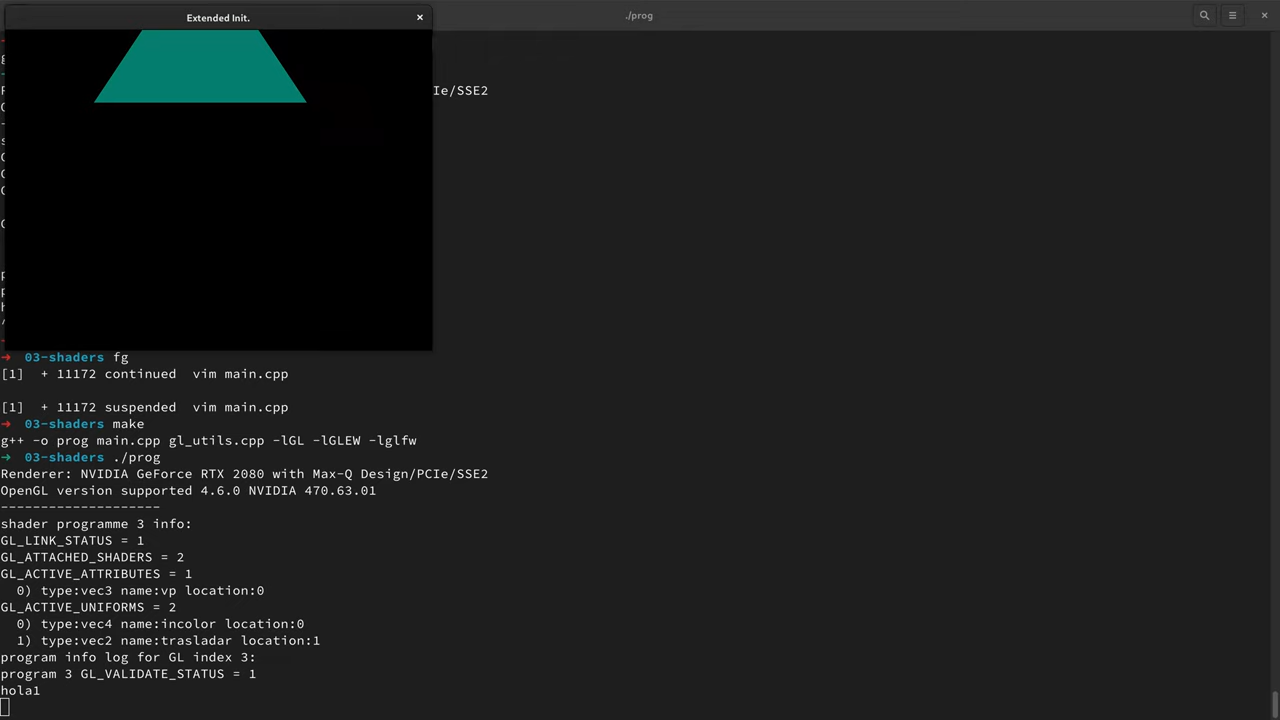 Extended Init.
./prog
Ie/SSE2
➜  03-shaders fg
[1]  + 11172 continued  vim main.cpp
[1]  + 11172 suspended  vim main.cpp
➜  03-shaders make
g++ -o prog main.cpp gl_utils.cpp -lGL -lGLEW -lglfw
➜  03-shaders ./prog
Renderer: NVIDIA GeForce RTX 2080 with Max-Q Design/PCIe/SSE2
OpenGL version supported 4.6.0 NVIDIA 470.63.01
--------------------
shader programme 3 info:
GL_LINK_STATUS = 1
GL_ATTACHED_SHADERS = 2
GL_ACTIVE_ATTRIBUTES = 1
  0) type:vec3 name:vp location:0
GL_ACTIVE_UNIFORMS = 2
  0) type:vec4 name:incolor location:0
  1) type:vec2 name:trasladar location:1
program info log for GL index 3:
program 3 GL_VALIDATE_STATUS = 1
hola1